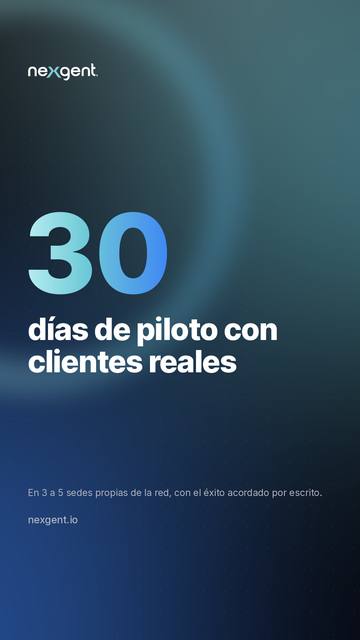 nexgent.
30
días de piloto con
clientes reales
En 3 a 5 sedes propias de la red, con el éxito acordado por escrito.
nexgent.io